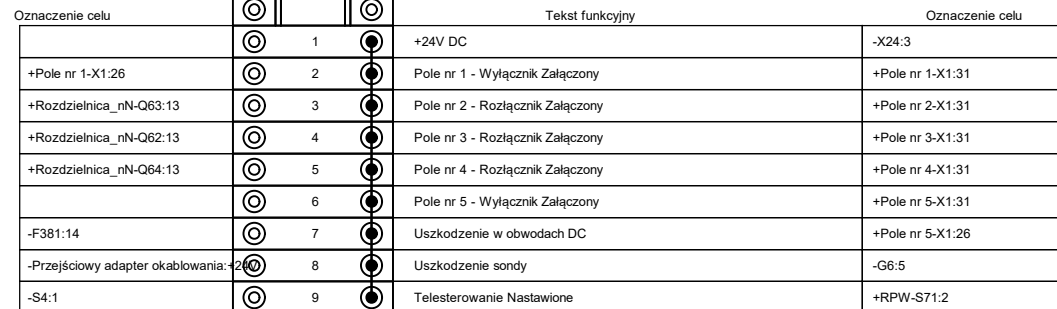 Oznaczenie celu Tekst funkcyjny Oznaczenie celu
1 +24V DC -X24:3
+Pole nr 1-X1:26 2 Pole nr 1 - Wyłącznik Załączony +Pole nr 1-X1:31
+Rozdzielnica_nN-Q63:13 3 Pole nr 2 - Rozłącznik Załączony +Pole nr 2-X1:31
+Rozdzielnica_nN-Q62:13 4 Pole nr 3 - Rozłącznik Załączony +Pole nr 3-X1:31
+Rozdzielnica_nN-Q64:13 5 Pole nr 4 - Rozłącznik Załączony +Pole nr 4-X1:31
6 Pole nr 5 - Wyłącznik Załączony +Pole nr 5-X1:31
-F381:14 7 Uszkodzenie w obwodach DC +Pole nr 5-X1:26
-Przejściowy adapter okablowania:+24V 8 Uszkodzenie sondy -G6:5
-S4:1 9 Telesterowanie Nastawione +RPW-S71:2